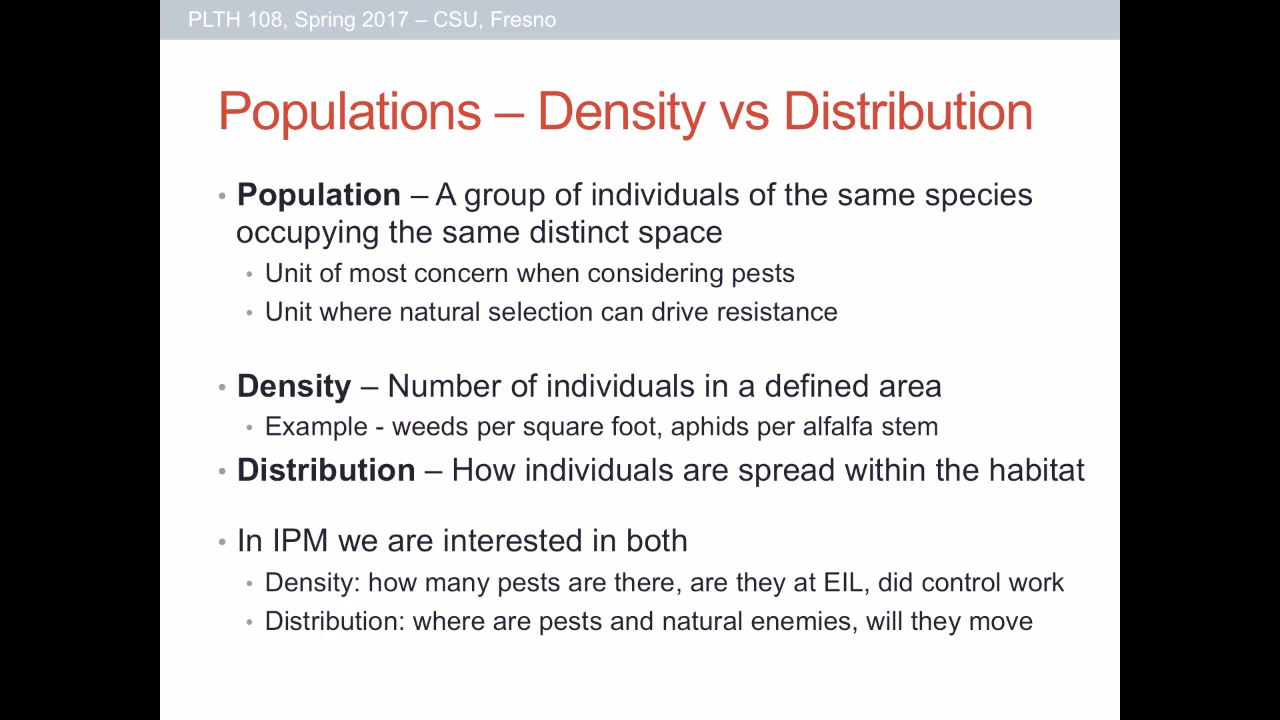 PLTH 108, Spring 2017 – CSU, Fresno
Populations – Density vs Distribution
• Population – A group of individuals of the same species
occupying the same distinct space
• Unit of most concern when considering pests
• Unit where natural selection can drive resistance
• Density – Number of individuals in a defined area
• Example - weeds per square foot, aphids per alfalfa stem
• Distribution – How individuals are spread within the habitat
• In IPM we are interested in both
• Density: how many pests are there, are they at EIL, did control work
• Distribution: where are pests and natural enemies, will they move